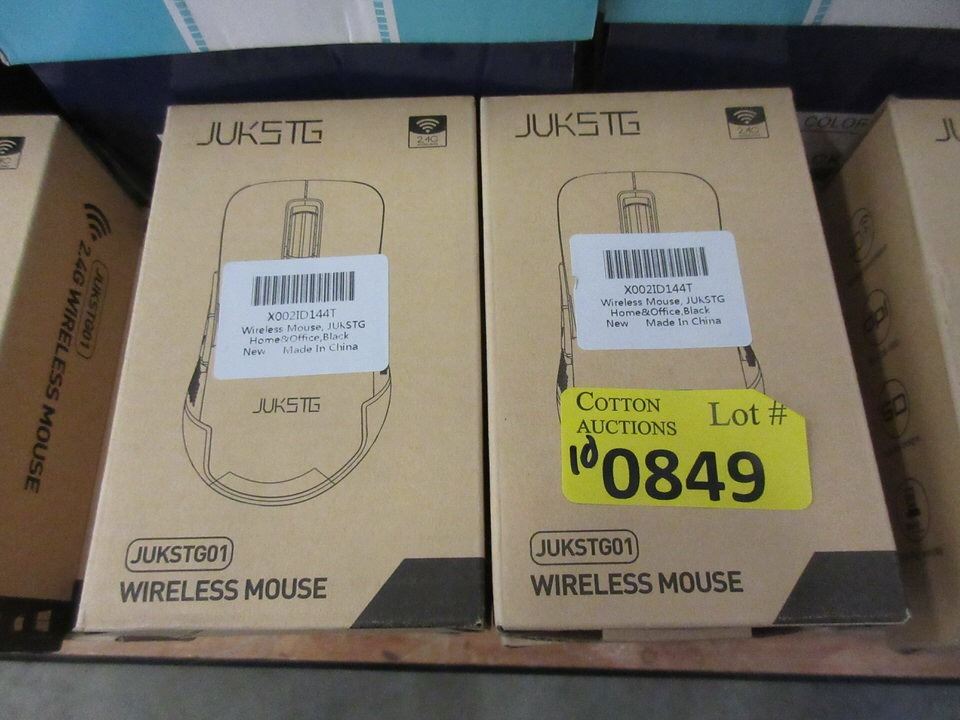 JUKSTG
2.4G
X002ID144T
Wireless Mouse, JUKSTG
Home&Office,Black
New Made In China
JUKSTG
JUKSTG01
WIRELESS MOUSE
JUKSTG
2.4G
X002ID144T
Wireless Mouse, JUKSTG
Home&Office,Black
New Made In China
COTTON
AUCTIONS
Lot #
10
0849
JUKSTG01
WIRELESS MOUSE
JUKSTG01
2.4G WIRELESS MOUSE
COLOR
JU